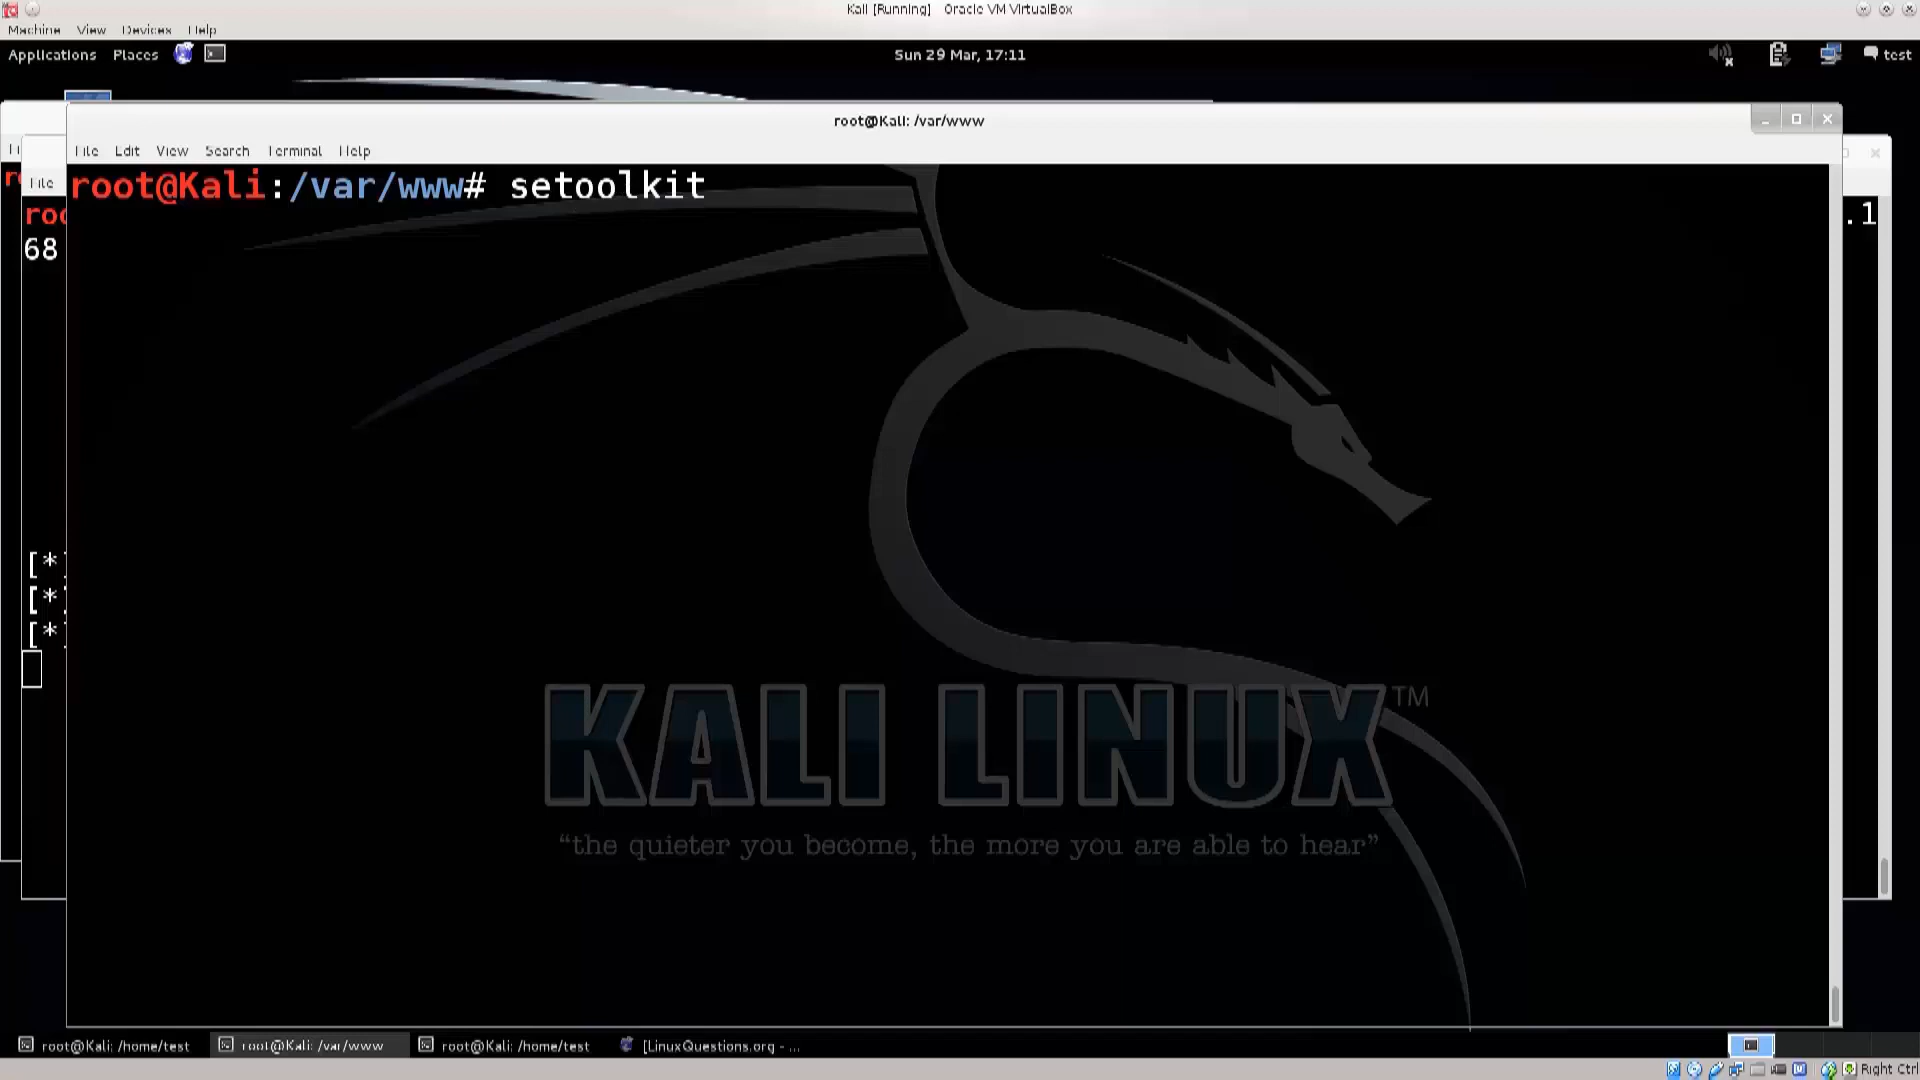 Kali [Running] Oracle VM VirtualBox
Machine View Devices Help
Applications Places
Sun 29 Mar, 17:11
test
root@Kali: /var/www
File Edit View Search Terminal Help
File
root@Kali:/var/www# setoolkit
.1
68
[*]
[*]
[*]
KALI LINUX™
“the quieter you become, the more you are able to hear”
root@Kali: /home/test
root@Kali: /var/www
root@Kali: /home/test
[LinuxQuestions.org - ...
Right Ctrl